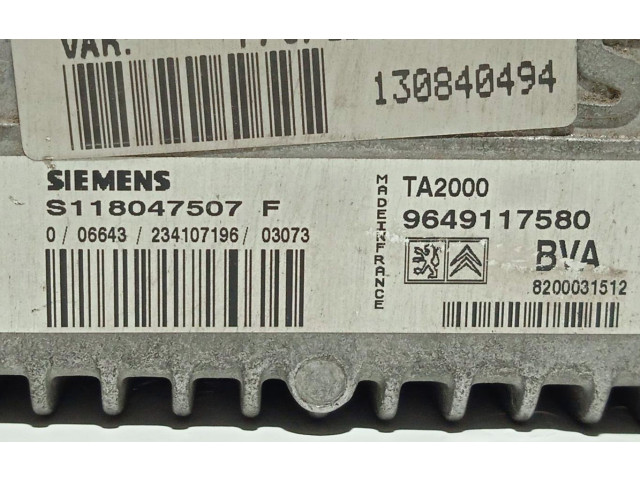 VAR.
130840494
SIEMENS
S118047507 F
0 / 06643 / 234107196 / 03073
MADEINFRANCE
TA2000
9649117580
BVA
8200031512